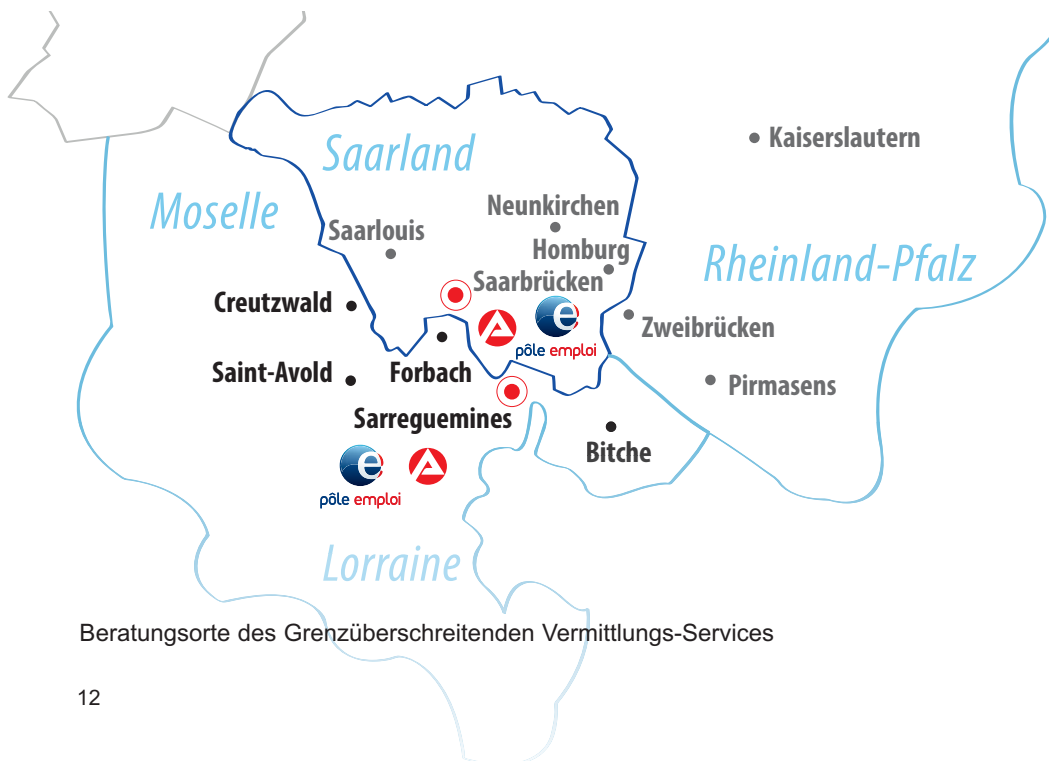 Saarland
Kaiserslautern
Moselle
Neunkirchen
Saarlouis
Homburg
Rheinland-Pfalz
Saarbrücken
Creutzwald
Zweibrücken
pôle emploi
Saint-Avold
Forbach
Pirmasens
Sarreguemines
Bitche
pôle emploi
Lorraine
Beratungsorte des Grenzüberschreitenden Vermittlungs-Services
12